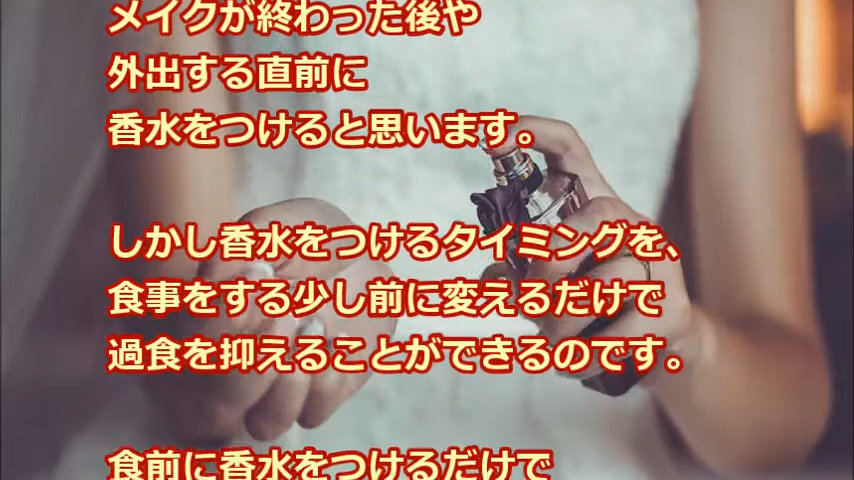 メイクが終わった後や
外出する直前に
香水をつけると思います。
しかし香水をつけるタイミングを、
食事をする少し前に変えるだけで
過食を抑えることができるのです。
食前に香水をつけるだけで